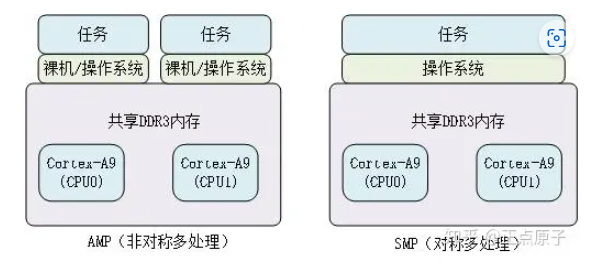 任务
任务
裸机/操作系统
裸机/操作系统
共享DDR3内存
Cortex-A9
(CPU0)
Cortex-A9
(CPU1)
AMP（非对称多处理）
任务
操作系统
共享DDR3内存
Cortex-A9
(CPU0)
Cortex-A9
(CPU1)
SMP（对称多处理）
知乎 @正点原子